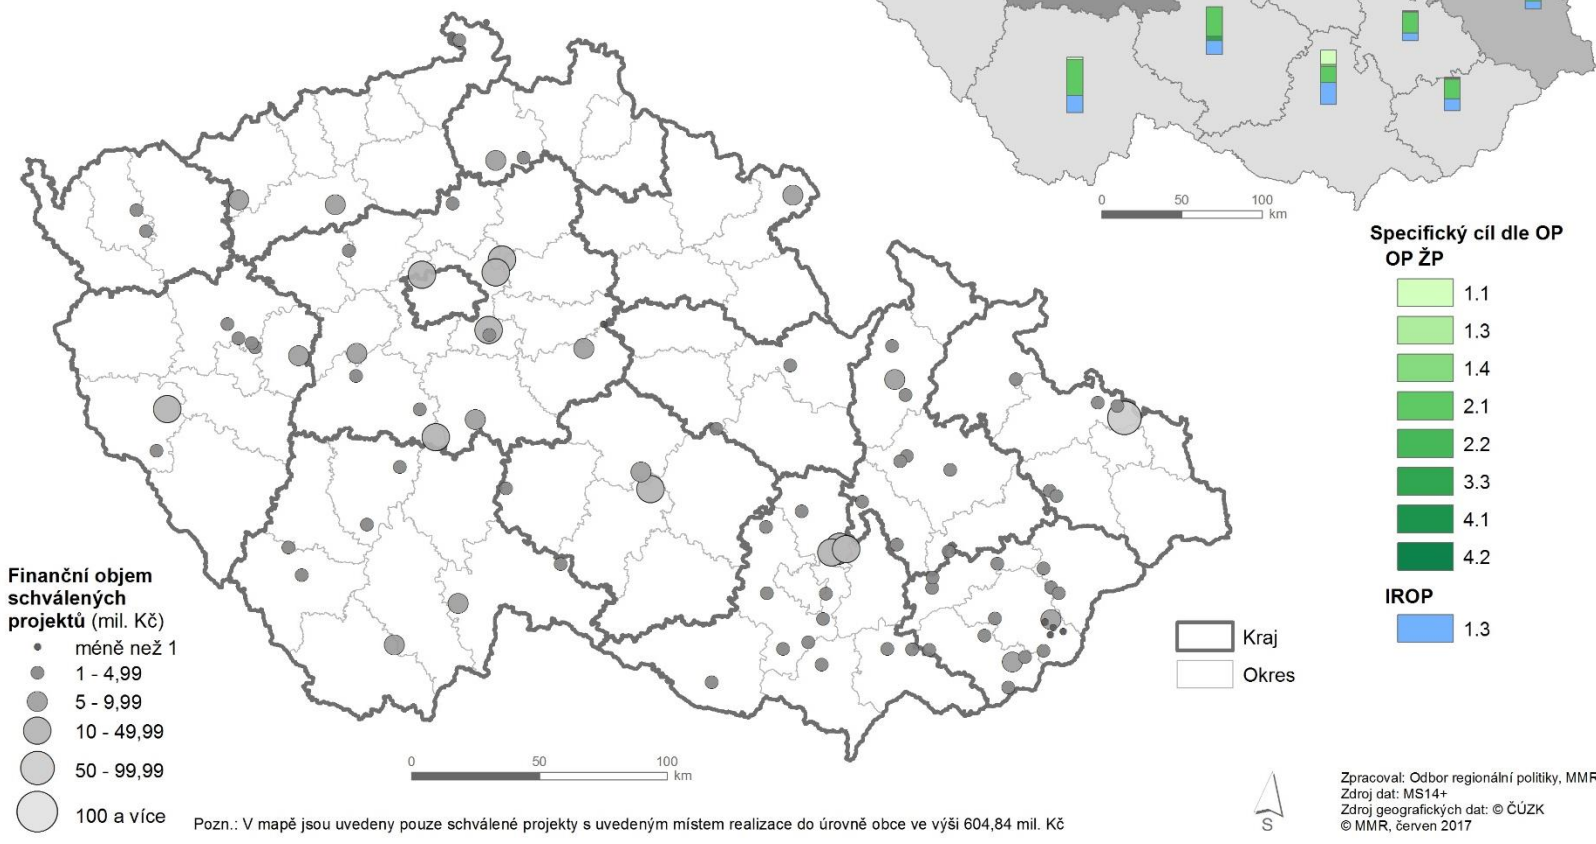 0 50 100
km
Specifický cíl dle OP
OP ŽP
1.1
1.3
1.4
2.1
2.2
3.3
4.1
4.2
IROP
1.3
Kraj
Okres
Finanční objem
schválených
projektů (mil. Kč)
méně než 1
1 - 4,99
5 - 9,99
10 - 49,99
50 - 99,99
100 a více
0 50 100
km
Pozn.: V mapě jsou uvedeny pouze schválené projekty s uvedeným místem realizace do úrovně obce ve výši 604,84 mil. Kč
S
Zpracoval: Odbor regionální politiky, MMR
Zdroj dat: MS14+
Zdroj geografických dat: © ČÚZK
© MMR, červen 2017